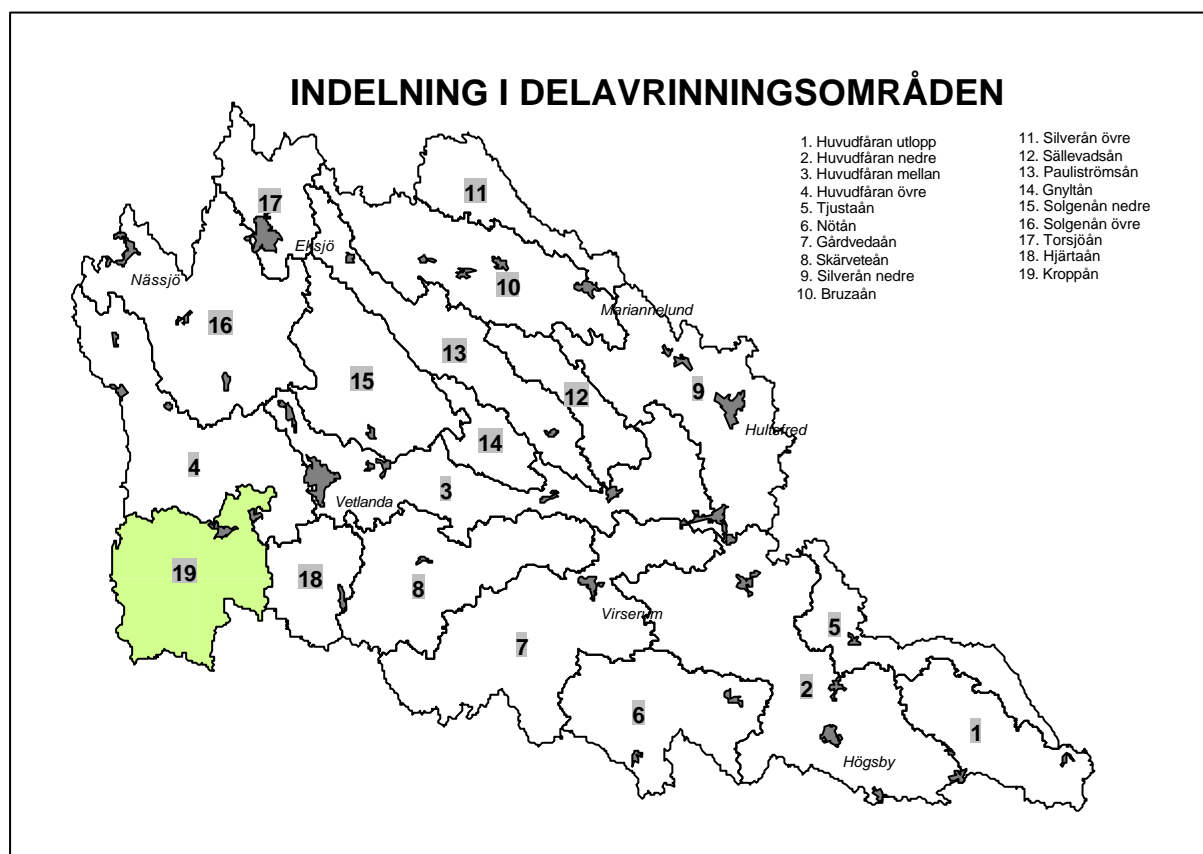 INDELNING I DELAVRINNINGSOMRÅDEN
1. Huvudfåran utlopp
2. Huvudfåran nedre
3. Huvudfåran mellan
4. Huvudfåran övre
5. Tjustaån
6. Nötån
7. Gårdvedaån
8. Skärveteån
9. Silverån nedre
10. Bruzaån
11. Silverån övre
12. Sällevadsån
13. Pauliströmsån
14. Gnyltån
15. Solgenån nedre
16. Solgenån övre
17. Torsjöån
18. Hjärtaån
19. Kroppån
11
17
Eksjö
Nässjö
10
Mariannelund
16
13
15
12
9
Hultsfred
14
4
3
Vetlanda
19
18
8
Virserum
5
7
2
6
1
Högsby